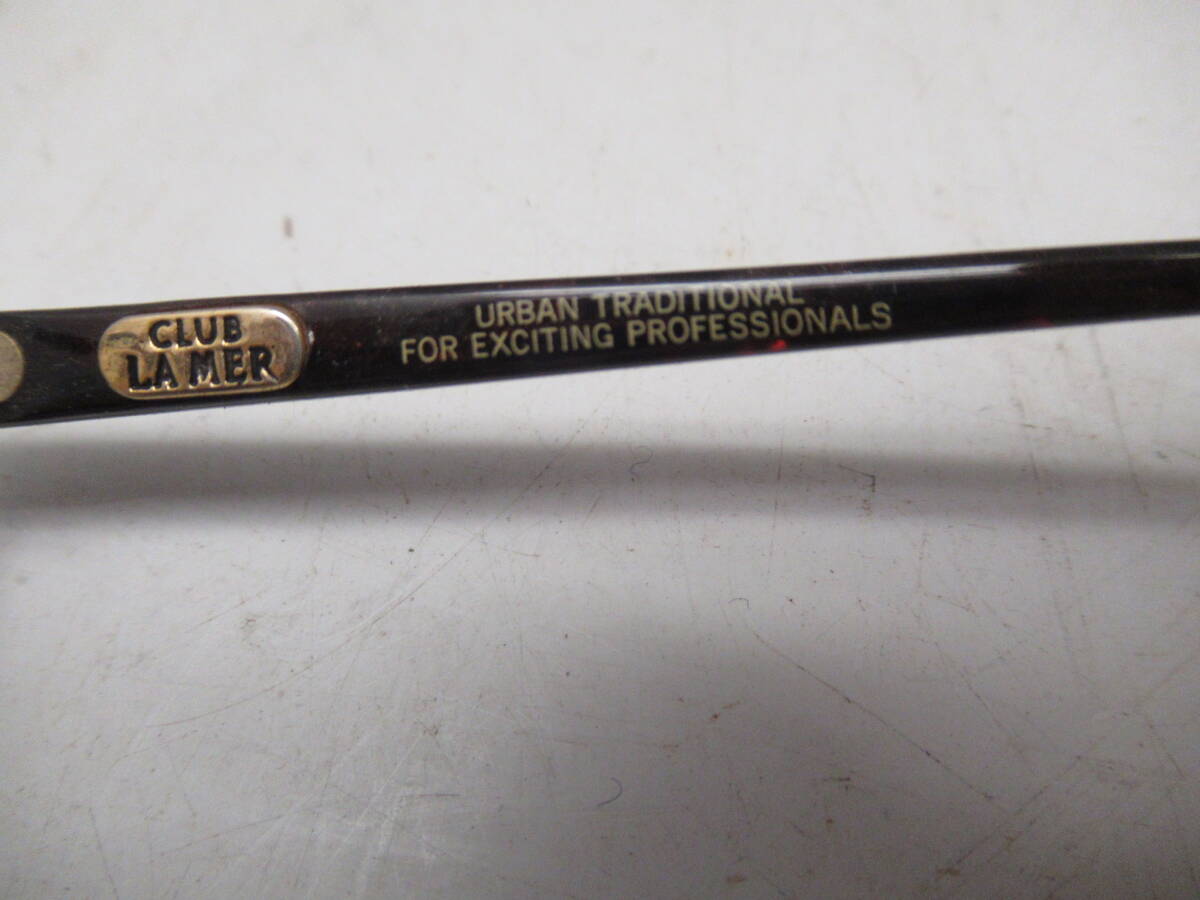 CLUB
LA MER
URBAN TRADITIONAL
FOR EXCITING PROFESSIONALS